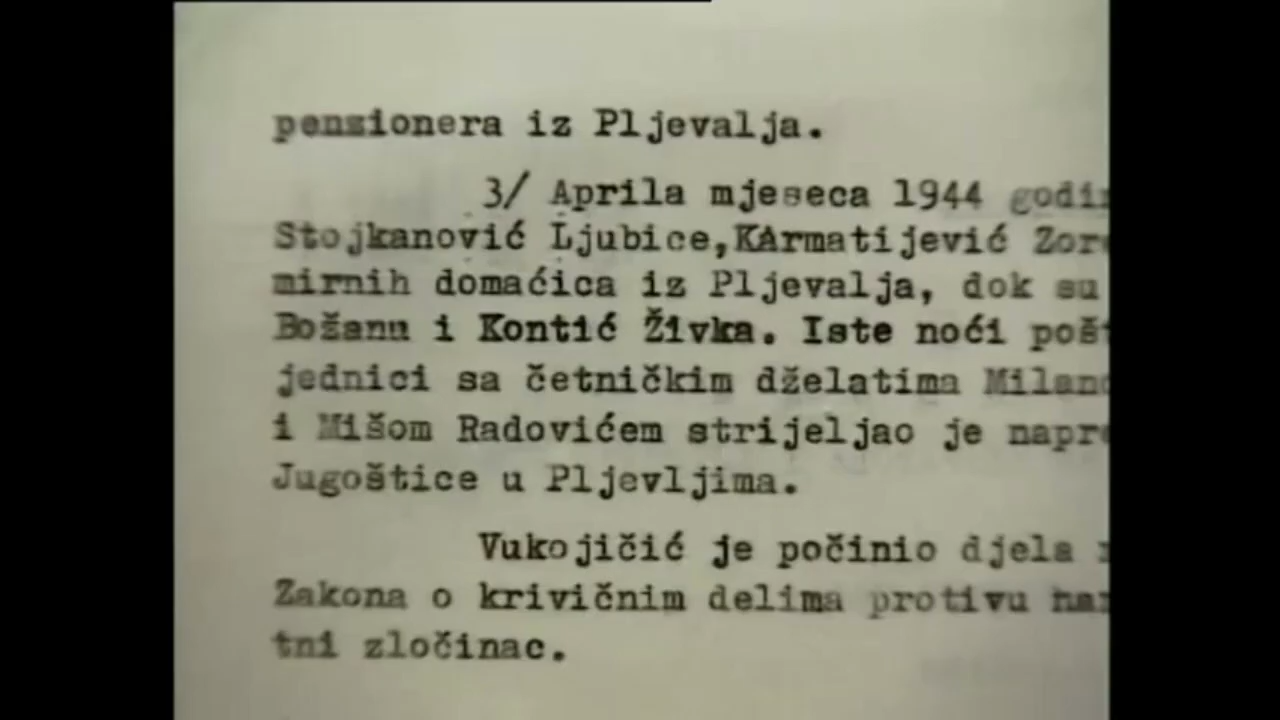 penzionera iz Pljevalja.
3/ Aprila mjeseca 1944
Stojkanović Ljubice,KArmatijević
mirnih domaćica iz Pljevalja, dok su
Božanu i Kontić Živka. Iste noći
jednici sa četničkim dželatima
i Mišom Radovićem strijeljao je
Jugoštice u Pljevljima.
Vukojičić je počinio djela
Zakona o krivičnim delima protivu
tni zločinac.